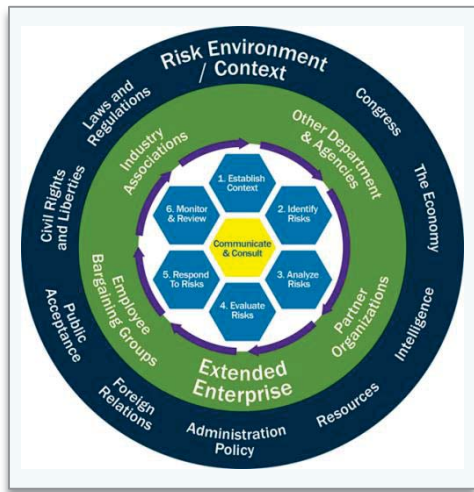 Risk Environment
/ Context
Congress
The Economy
Intelligence
Resources
Administration
Policy
Foreign
Relations
Public
Acceptance
Civil Rights
and Liberties
Laws and
Regulations
Industry
Associations
Other Department
& Agencies
Partner
Organizations
Extended
Enterprise
Employee
Bargaining Groups
1. Establish
Context
2. Identify
Risks
3. Analyze
Risks
4. Evaluate
Risks
5. Respond
To Risks
6. Monitor
& Review
Communicate
& Consult